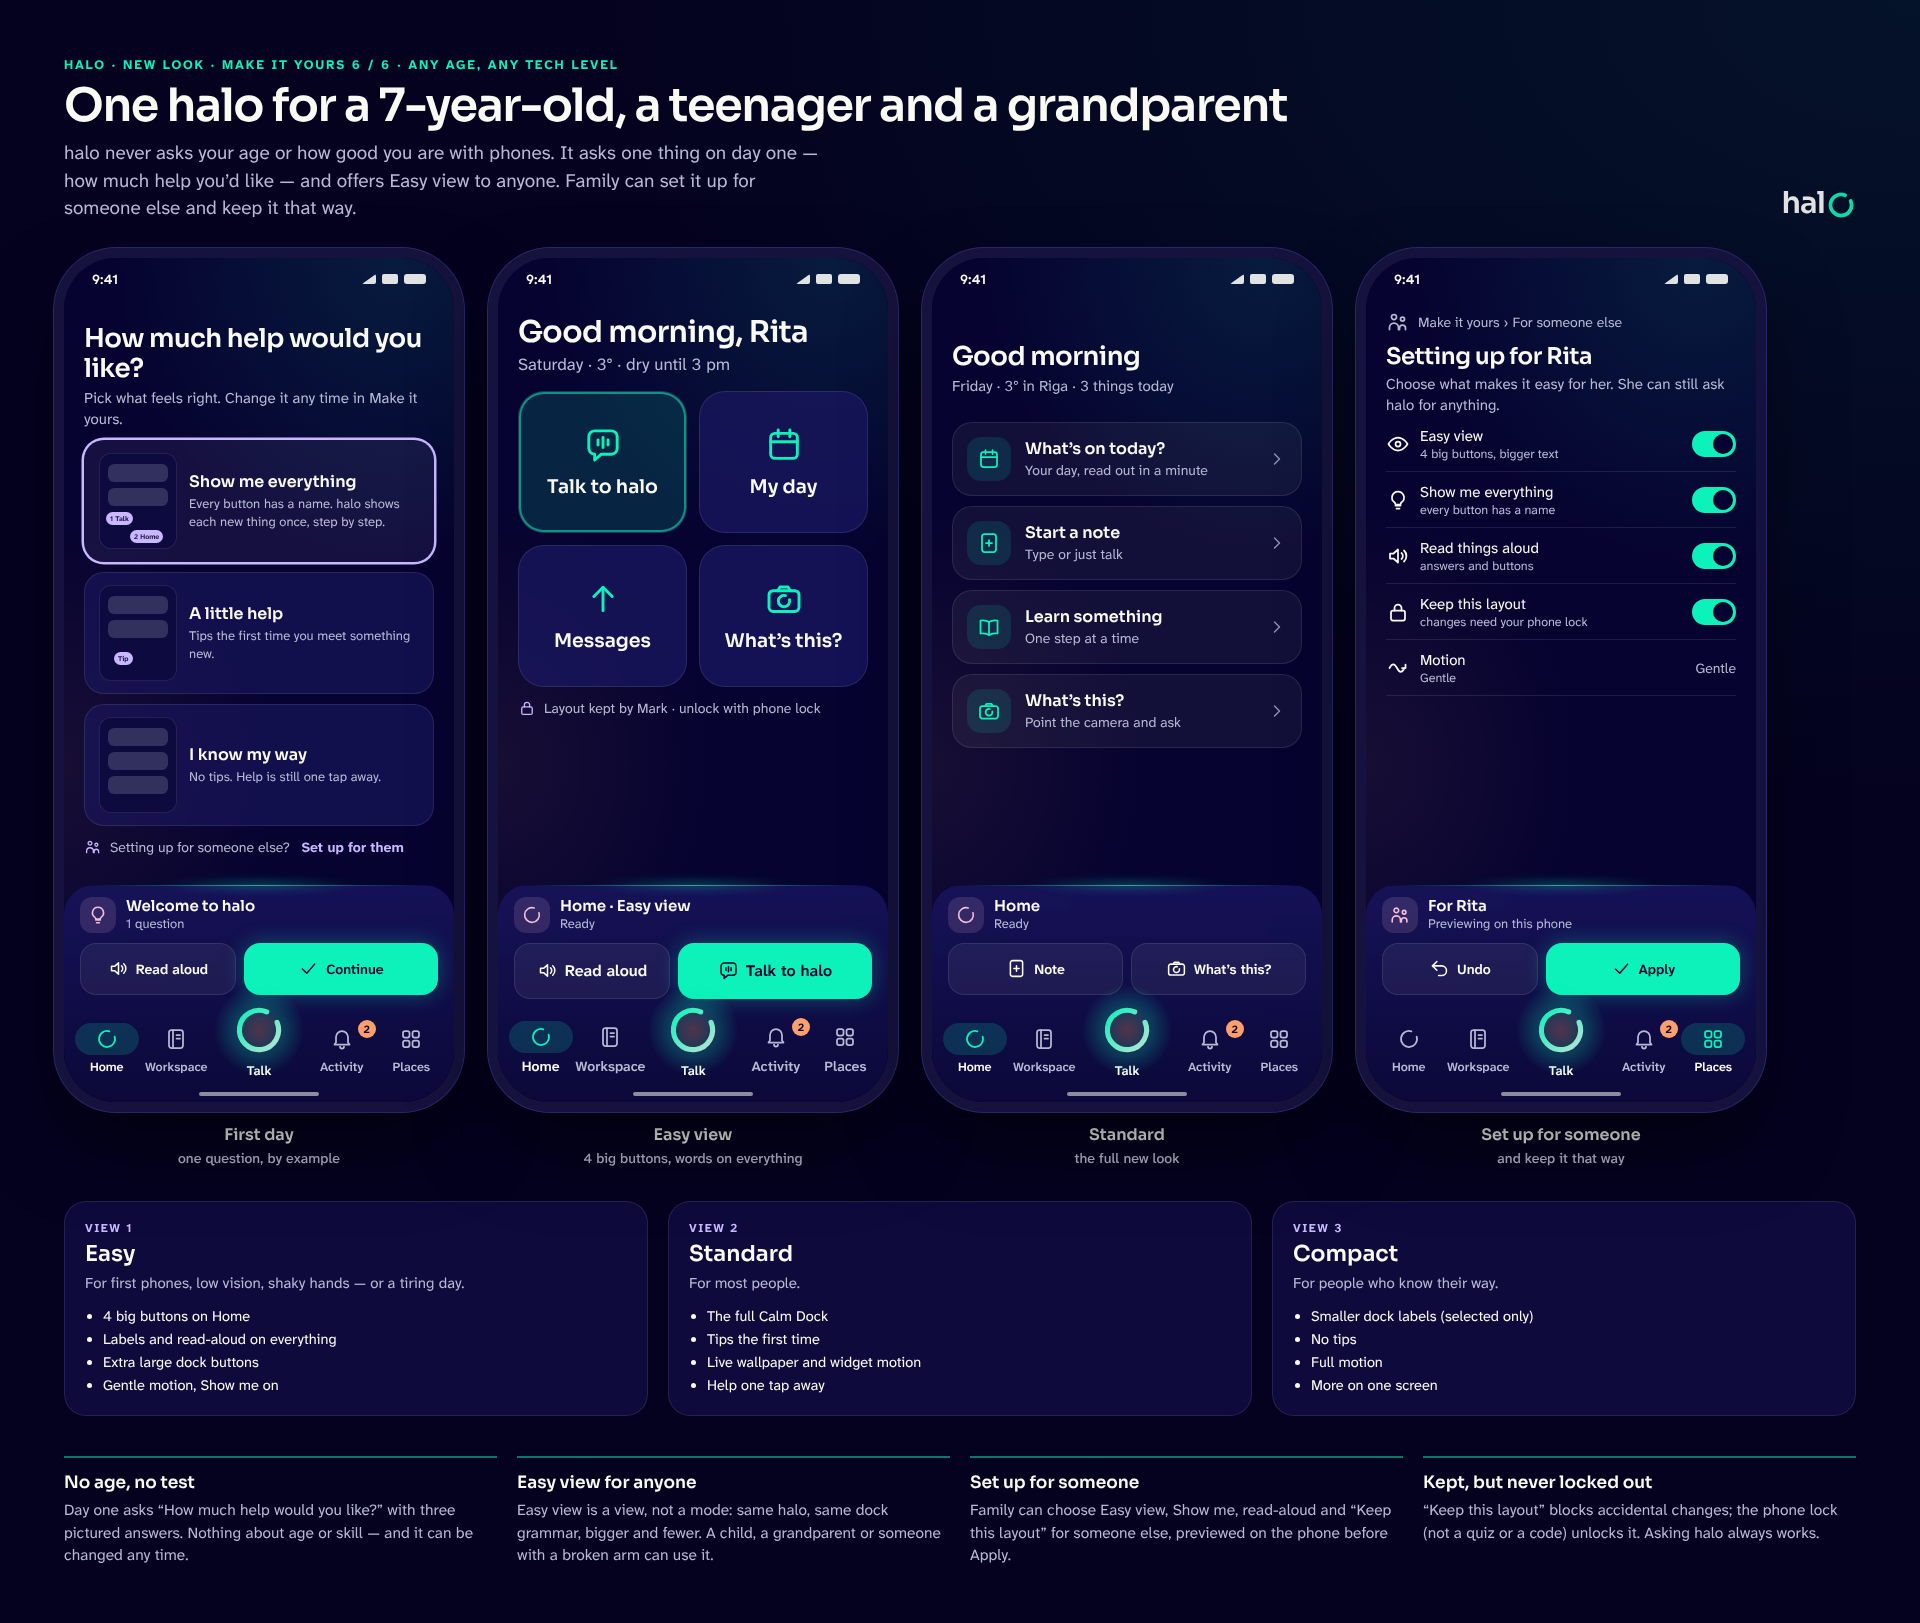 HALO · NEW LOOK · MAKE IT YOURS 6 / 6 · ANY AGE, ANY TECH LEVEL
One halo for a 7-year-old, a teenager and a grandparent
halo never asks your age or how good you are with phones. It asks one thing on day one —
how much help you’d like — and offers Easy view to anyone. Family can set it up for
someone else and keep it that way.
halo
9:41
How much help would you
like?
Pick what feels right. Change it any time in Make it
yours.
1 Talk
2 Home
Show me everything
Every button has a name. halo shows
each new thing once, step by step.
Tip
A little help
Tips the first time you meet something
new.
I know my way
No tips. Help is still one tap away.
Setting up for someone else? Set up for them
Welcome to halo
1 question
Read aloud
Continue
Home
Workspace
Talk
Activity
2
Places
First day
one question, by example
9:41
Good morning, Rita
Saturday · 3° · dry until 3 pm
Talk to halo
My day
Messages
What’s this?
Layout kept by Mark · unlock with phone lock
Home · Easy view
Ready
Read aloud
Talk to halo
Home
Workspace
Talk
Activity
2
Places
Easy view
4 big buttons, words on everything
9:41
Good morning
Friday · 3° in Riga · 3 things today
What’s on today?
Your day, read out in a minute
Start a note
Type or just talk
Learn something
One step at a time
What’s this?
Point the camera and ask
Home
Ready
Note
What’s this?
Home
Workspace
Talk
Activity
2
Places
Standard
the full new look
9:41
Make it yours › For someone else
Setting up for Rita
Choose what makes it easy for her. She can still ask
halo for anything.
Easy view
4 big buttons, bigger text
Show me everything
every button has a name
Read things aloud
answers and buttons
Keep this layout
changes need your phone lock
Motion
Gentle
Gentle
For Rita
Previewing on this phone
Undo
Apply
Home
Workspace
Talk
Activity
2
Places
Set up for someone
and keep it that way
VIEW 1
Easy
For first phones, low vision, shaky hands — or a tiring day.
• 4 big buttons on Home
• Labels and read-aloud on everything
• Extra large dock buttons
• Gentle motion, Show me on
VIEW 2
Standard
For most people.
• The full Calm Dock
• Tips the first time
• Live wallpaper and widget motion
• Help one tap away
VIEW 3
Compact
For people who know their way.
• Smaller dock labels (selected only)
• No tips
• Full motion
• More on one screen
No age, no test
Day one asks “How much help would you like?” with three
pictured answers. Nothing about age or skill — and it can be
changed any time.
Easy view for anyone
Easy view is a view, not a mode: same halo, same dock
grammar, bigger and fewer. A child, a grandparent or someone
with a broken arm can use it.
Set up for someone
Family can choose Easy view, Show me, read-aloud and “Keep
this layout” for someone else, previewed on the phone before
Apply.
Kept, but never locked out
“Keep this layout” blocks accidental changes; the phone lock
(not a quiz or a code) unlocks it. Asking halo always works.